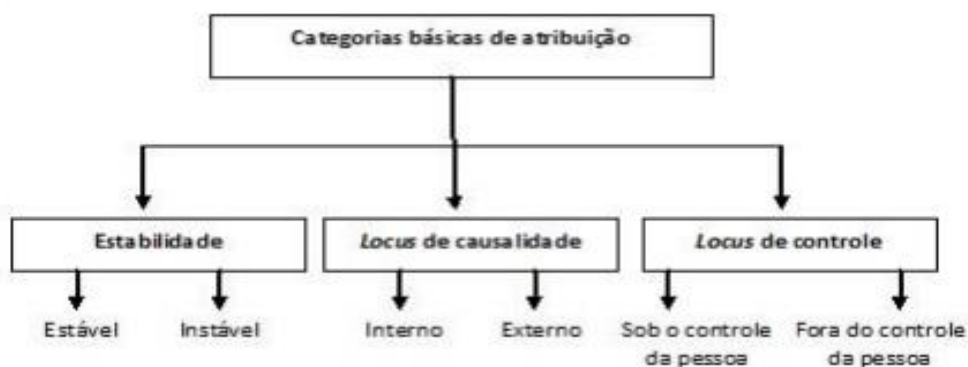 Categorias básicas de atribuição
Estabilidade
Locus de causalidade
Locus de controle
Estável
Instável
Interno
Externo
Sob o controle
da pessoa
Fora do controle
da pessoa